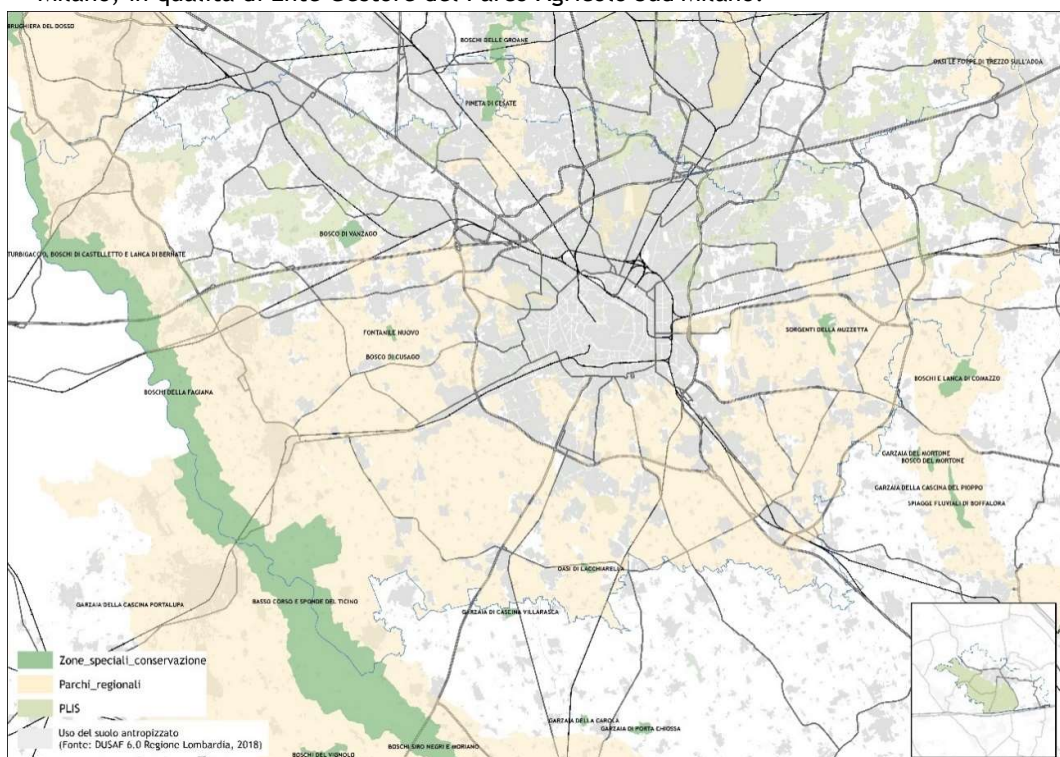 Milano, in qualità di Ente Gestore del Parco Agricolo Sud Milano.
BRUGHIERA DEL DOSSO
BOSCHI DELLE GROANE
OASI LE FOPPE DI TREZZO SULL'ADDA
PINETA DI CESATE
BOSCO DI VANZAGO
TURBIGACCIO, BOSCHI DI CASTELLETTO E LANCA DI BERNATE
FONTANILE NUOVO
SORGENTI DELLA MUZZETTA
BOSCO DI CUSAGO
BOSCHI E LANCA DI COMAZZO
BOSCHI DELLA FAGIANA
GARZAIA DEL MORTONE
BOSCO DEL MORTONE
GARZAIA DELLA CASCINA DEL PIOPPO
SPIAGGE FLUVIALI DI BOFFALORA
OASI DI LACCHIARELLA
BASSO CORSO E SPONDE DEL TICINO
GARZAIA DELLA CASCINA PORTALUPA
GARZAIA DI CASCINA VILLARASCA
Zone_speciali_conservazione
Parchi_regionali
PLIS
Uso del suolo antropizzato
(Fonte: DUSAF 6.0 Regione Lombardia, 2018)
GARZAIA DELLA CAROLA
GARZAIA DI PORTA CHIOSSA
BOSCHI SIRO NEGRI E MORIANO
BOSCHI DEL VIGNOLO